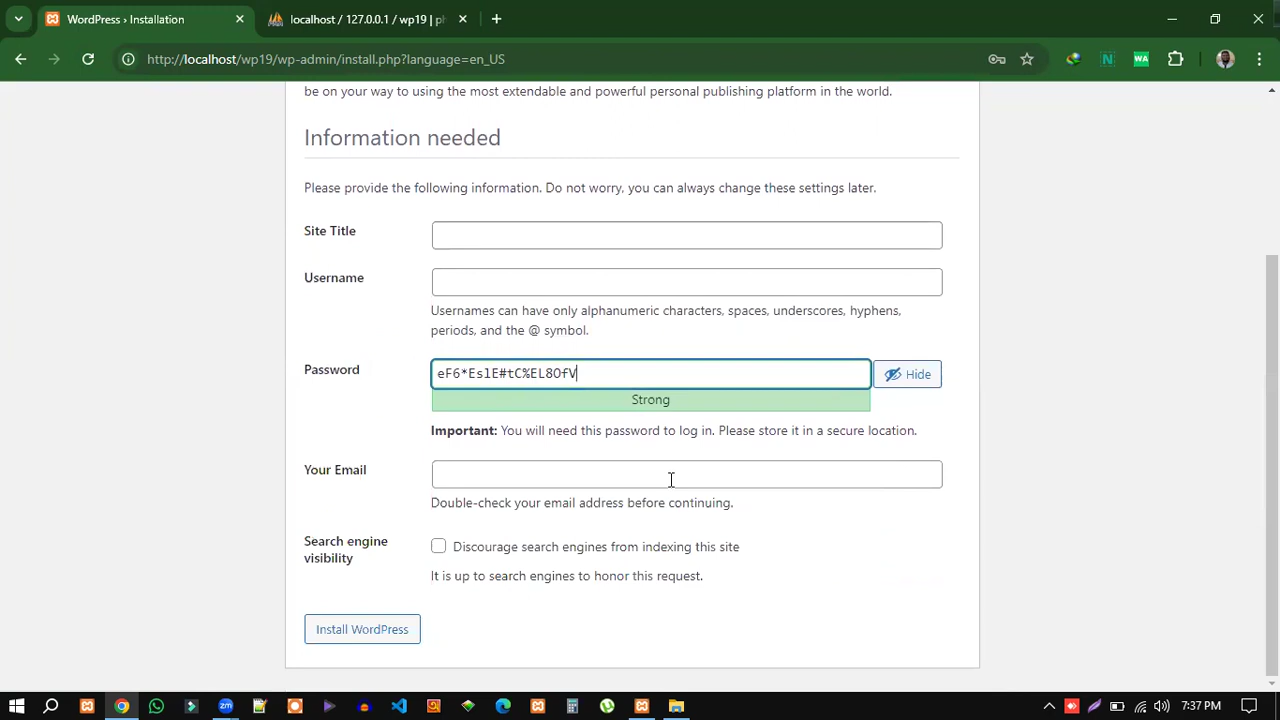 WordPress › Installation
localhost / 127.0.0.1 / wp19 | p
http://localhost/wp19/wp-admin/install.php?language=en_US
N
WA
be on your way to using the most extendable and powerful personal publishing platform in the world.
Information needed
Please provide the following information. Do not worry, you can always change these settings later.
Site Title
Username
Usernames can have only alphanumeric characters, spaces, underscores, hyphens,
periods, and the @ symbol.
Password
eF6*EslE#tC%EL8OfV
Hide
Strong
Important: You will need this password to log in. Please store it in a secure location.
Your Email
Double-check your email address before continuing.
Search engine
visibility
Discourage search engines from indexing this site
It is up to search engines to honor this request.
Install WordPress
zm
7:37 PM